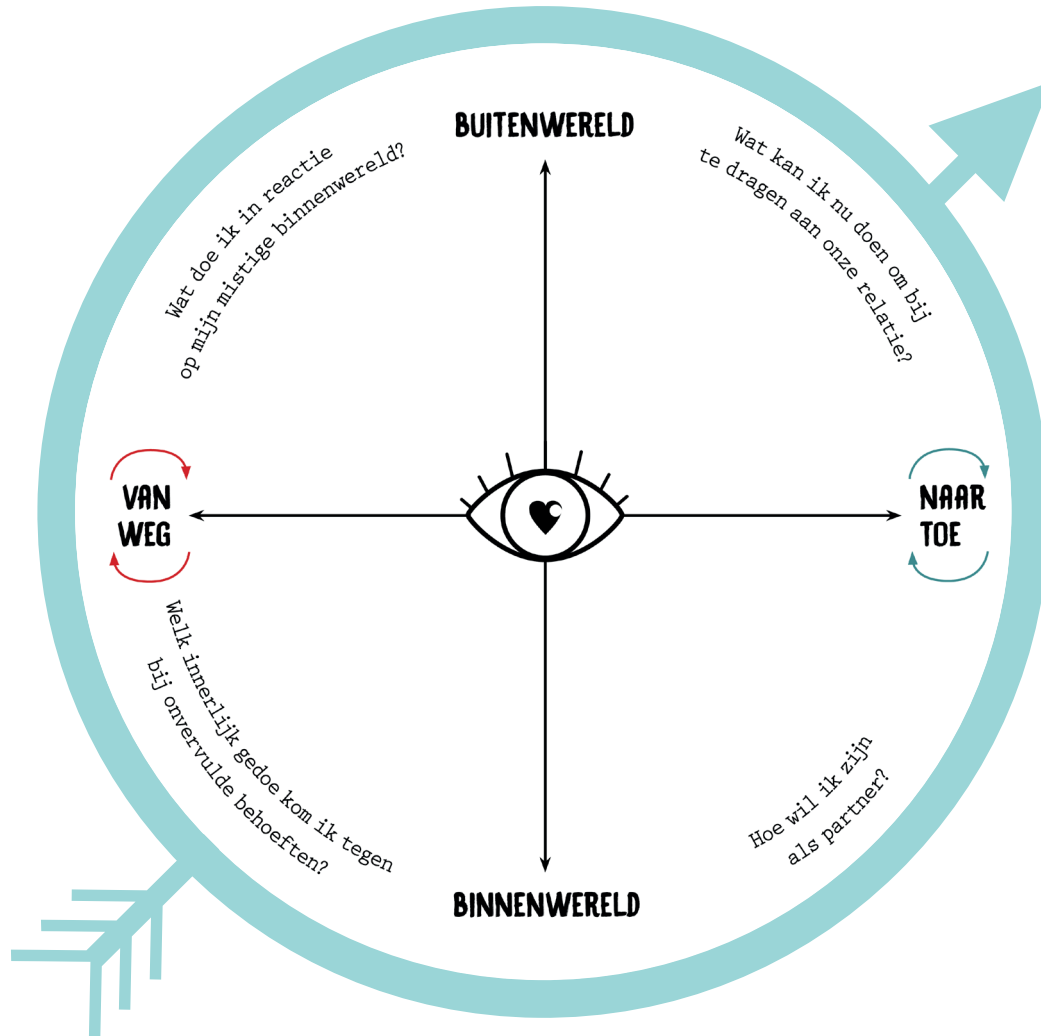 BUITENWERELD
Wat doe ik in reactie
op mijn mistige binnenwereld?
Wat kan ik nu doen om bij
te dragen aan onze relatie?
VAN
WEG
NAAR
TOE
Welk innerlijk gedoe kom ik tegen
bij onvervulde behoeften?
Hoe wil ik zijn
als partner?
BINNENWERELD